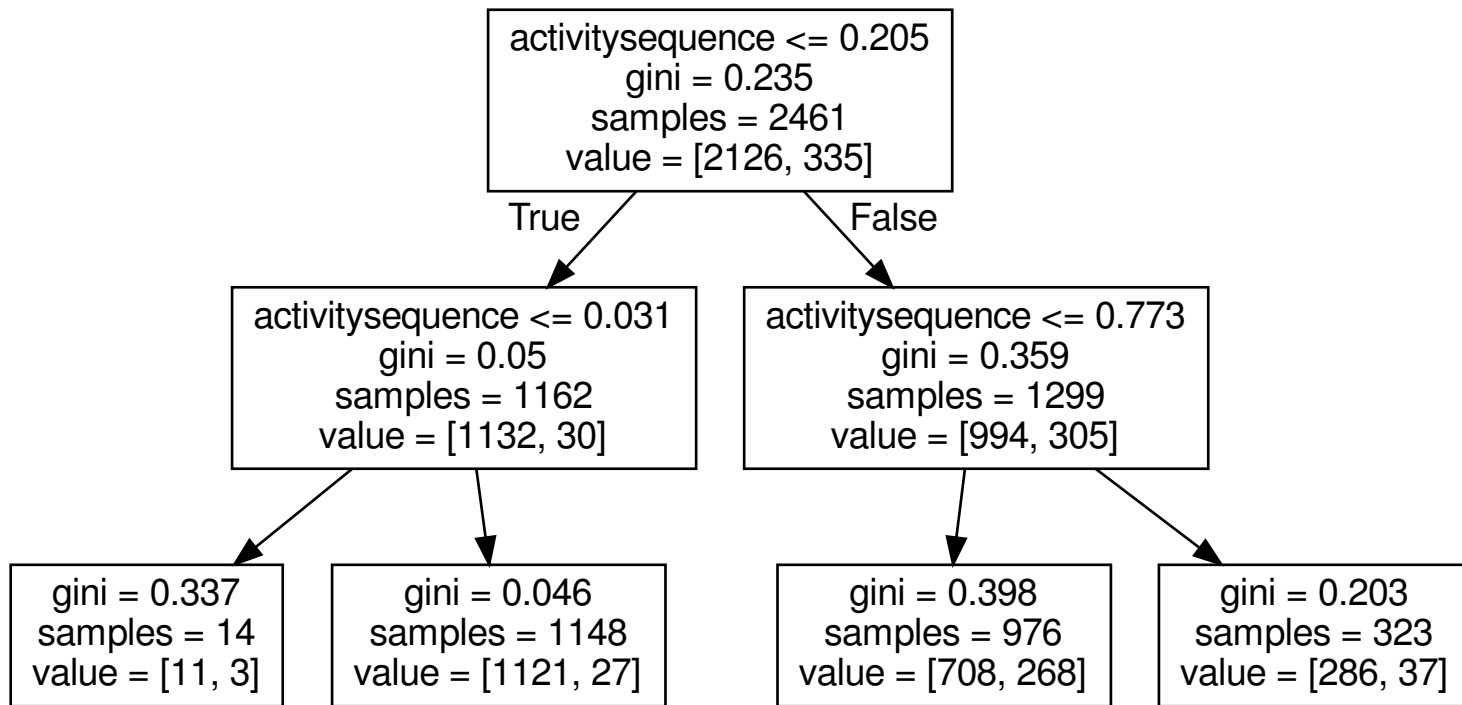 activitysequence <= 0.205
gini = 0.235
samples = 2461
value = [2126, 335]
True
False
activitysequence <= 0.031
gini = 0.05
samples = 1162
value = [1132, 30]
activitysequence <= 0.773
gini = 0.359
samples = 1299
value = [994, 305]
gini = 0.337
samples = 14
value = [11, 3]
gini = 0.046
samples = 1148
value = [1121, 27]
gini = 0.398
samples = 976
value = [708, 268]
gini = 0.203
samples = 323
value = [286, 37]